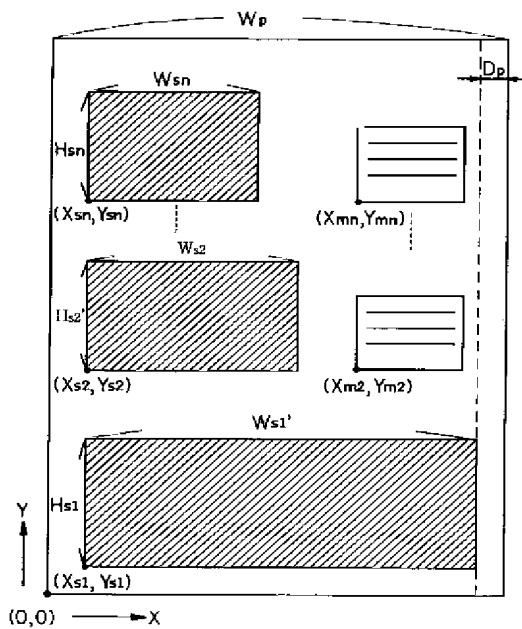 Wp
Dp
Wsn
Hsn
(Xsn,Ysn)
(Xmn,Ymn)
Ws2
Hs2'
(Xs2,Ys2)
(Xm2,Ym2)
Ws1'
Hs1
Y
(Xs1,Ys1)
(0,0)
X